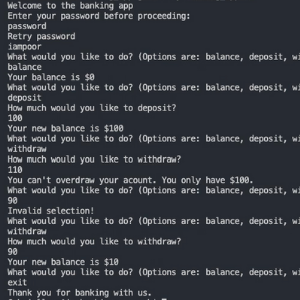 Welcome to the banking app
Enter your password before proceeding:
password
Retry password
iampoor
What would you like to do? (Options are: balance, deposit, wi
balance
Your balance is $0
What would you like to do? (Options are: balance, deposit, wi
deposit
How much would you like to deposit?
100
Your new balance is $100
What would you like to do? (Options are: balance, deposit, wi
withdraw
How much would you like to withdraw?
110
You can't overdraw your acount. You only have $100.
What would you like to do? (Options are: balance, deposit, wi
90
Invalid selection!
What would you like to do? (Options are: balance, deposit, wi
withdraw
How much would you like to withdraw?
90
Your new balance is $10
What would you like to do? (Options are: balance, deposit, wi
exit
Thank you for banking with us.